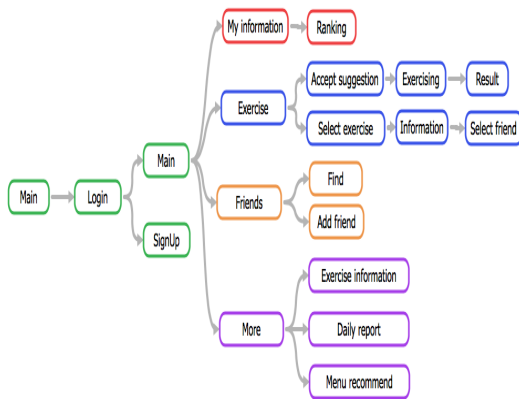 My information
Ranking
Accept suggestion
Exercising
Result
Exercise
Select exercise
Information
Select friend
Main
Main
Login
SignUp
Friends
Find
Add friend
More
Exercise information
Daily report
Menu recommend